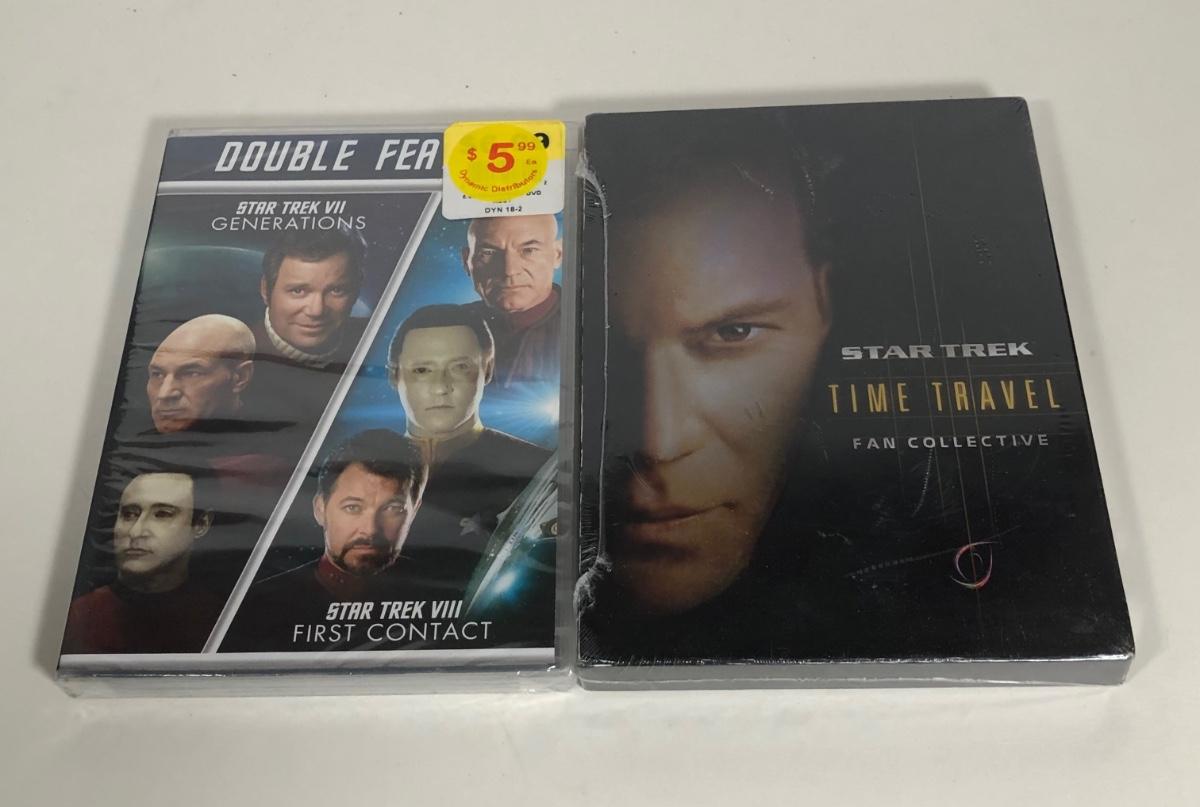 DOUBLE FEA
$5.99 Ea
Dynamic Distributors
DVD
DYN 18-2
STAR TREK VII
GENERATIONS
STAR TREK VIII
FIRST CONTACT
STAR TREK
TIME TRAVEL
FAN COLLECTIVE